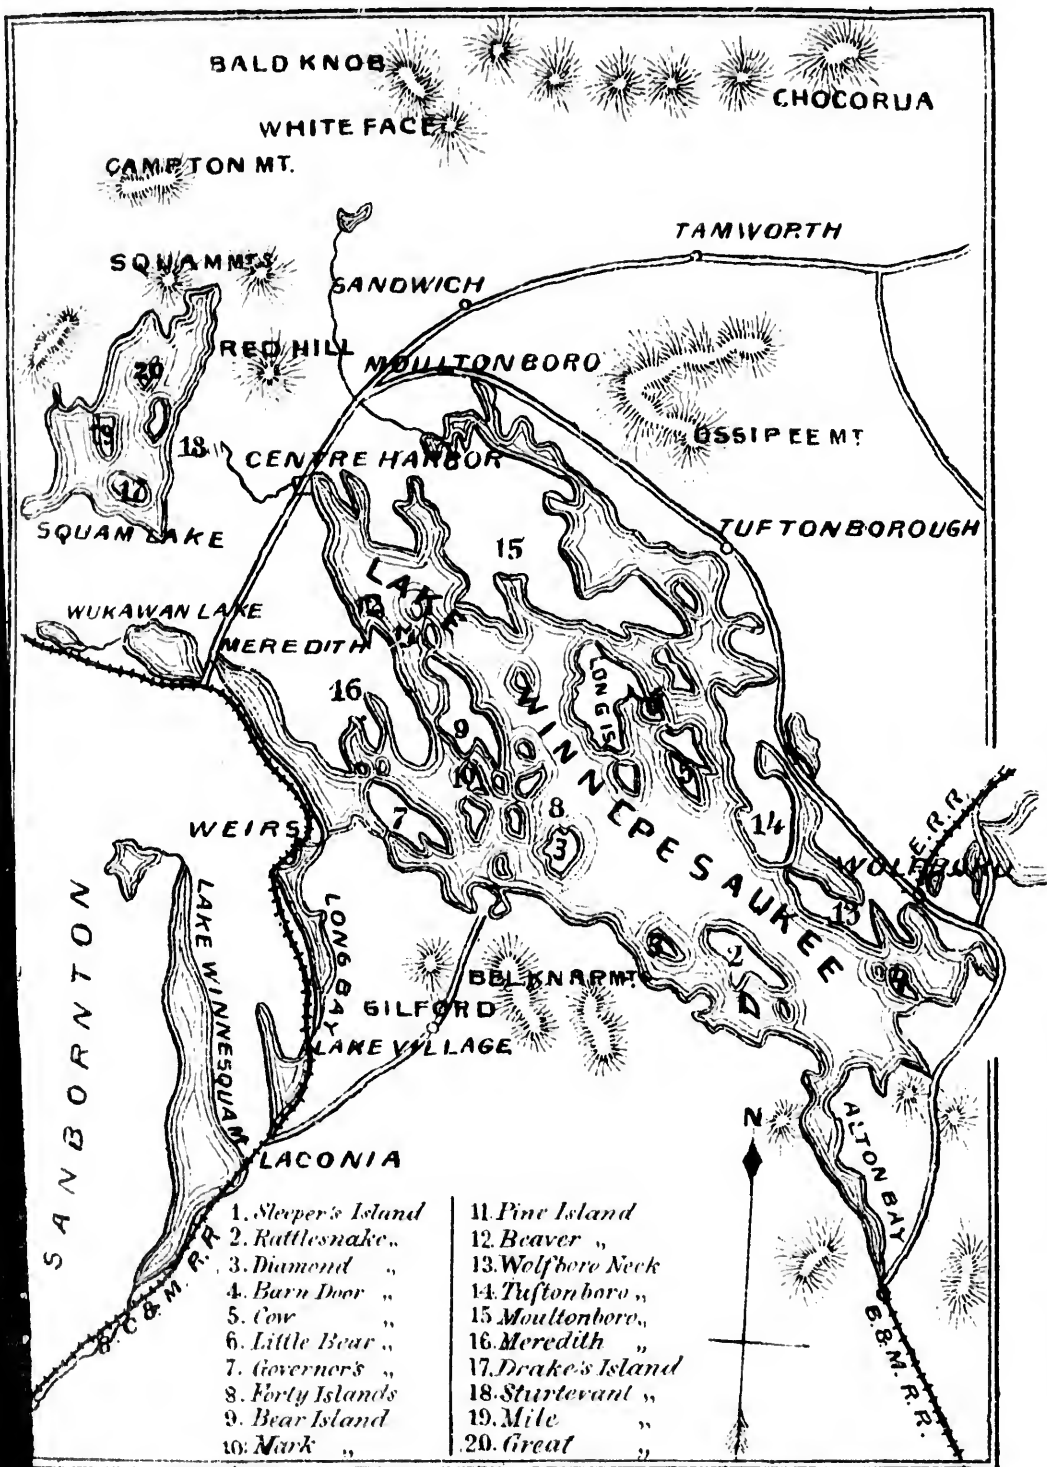 BALD KNOB
CHOCORUA
WHITE FACE
CAMPTON MT.
TAMWORTH
SQUAM MTS
SANDWICH
RED HILL
MOULTONBORO
20
19
18
OSSIPEE MT
CENTRE HARBOR
17
SQUAM LAKE
TUFTONBOROUGH
15
LAKE
WINNEPESAUKEE
WUKAWAN LAKE
12
11
MEREDITH
LONG IS
16
9
10
5
7
8
3
14
WEIRS
E. R. R.
WOLFBORO
13
SANBORNTON
LAKE WINNESQUAM
LONG BAY
3
2
4
1
BELKNAP MTS
GILFORD
LAKE VILLAGE
N
ALTON BAY
LACONIA
B. C. & M. R. R
B. & M. R. R.
1. Sleeper's Island
2. Rattlesnake „
3. Diamond „
4. Barn Door „
5. Cow „
6. Little Bear „
7. Governor's „
8. Forty Islands
9. Bear Island
10. Mark „
11. Pine Island
12. Beaver „
13. Wolfboro Neck
14. Tuftonboro „
15. Moultonboro „
16. Meredith „
17. Drake's Island
18. Sturtevant „
19. Mile „
20. Great „